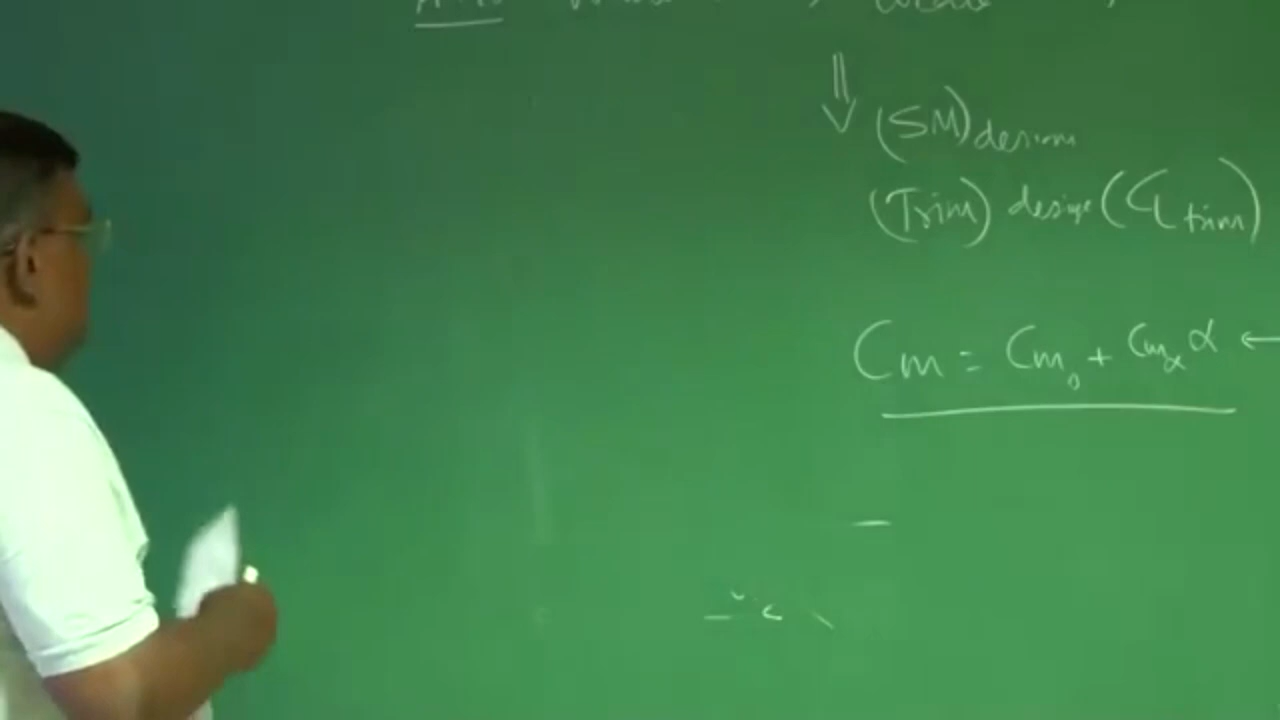 (SM) design
(Trim) design (CL trim)
Cm = Cm₀ + Cmα α ←